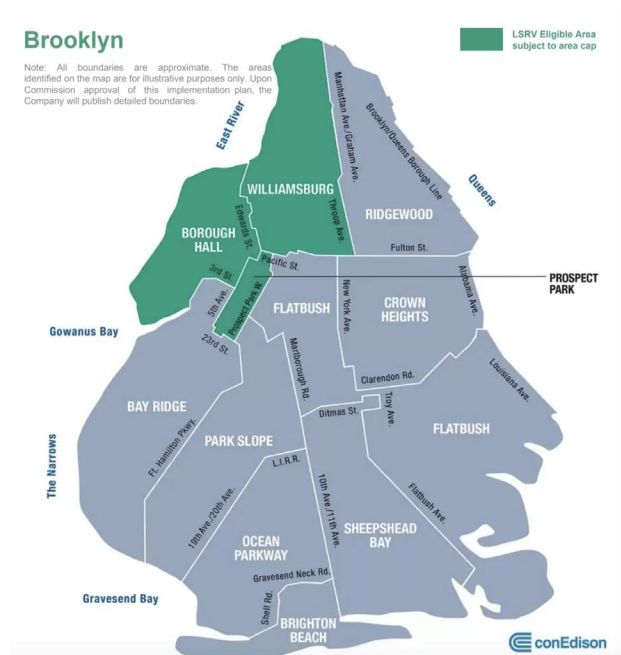 Brooklyn
Note: All boundaries are approximate. The areas
identified on the map are for illustrative purposes only. Upon
Commission approval of this implementation plan, the
Company will publish detailed boundaries.
LSRV Eligible Area
subject to area cap
East River
Manhattan Ave./Graham Ave.
Brooklyn/Queens Borough Line
Queens
WILLIAMSBURG
Throop Ave.
RIDGEWOOD
Edwards St.
BOROUGH
HALL
Fulton St.
Pacific St.
3rd St.
Alabama Ave.
PROSPECT
PARK
5th Ave.
Prospect Park W.
FLATBUSH
New York Ave.
CROWN
HEIGHTS
Gowanus Bay
23rd St.
Marlborough Rd.
Clarendon Rd.
Louisiana Ave.
BAY RIDGE
Ditmas St.
Troy Ave.
FLATBUSH
The Narrows
Ft. Hamilton Pkwy.
PARK SLOPE
L.I.R.R.
19th Ave./20th Ave.
10th Ave./11th Ave.
Flatbush Ave.
OCEAN
PARKWAY
SHEEPSHEAD
BAY
Gravesend Neck Rd.
Gravesend Bay
Shell Rd.
BRIGHTON
BEACH
conEdison